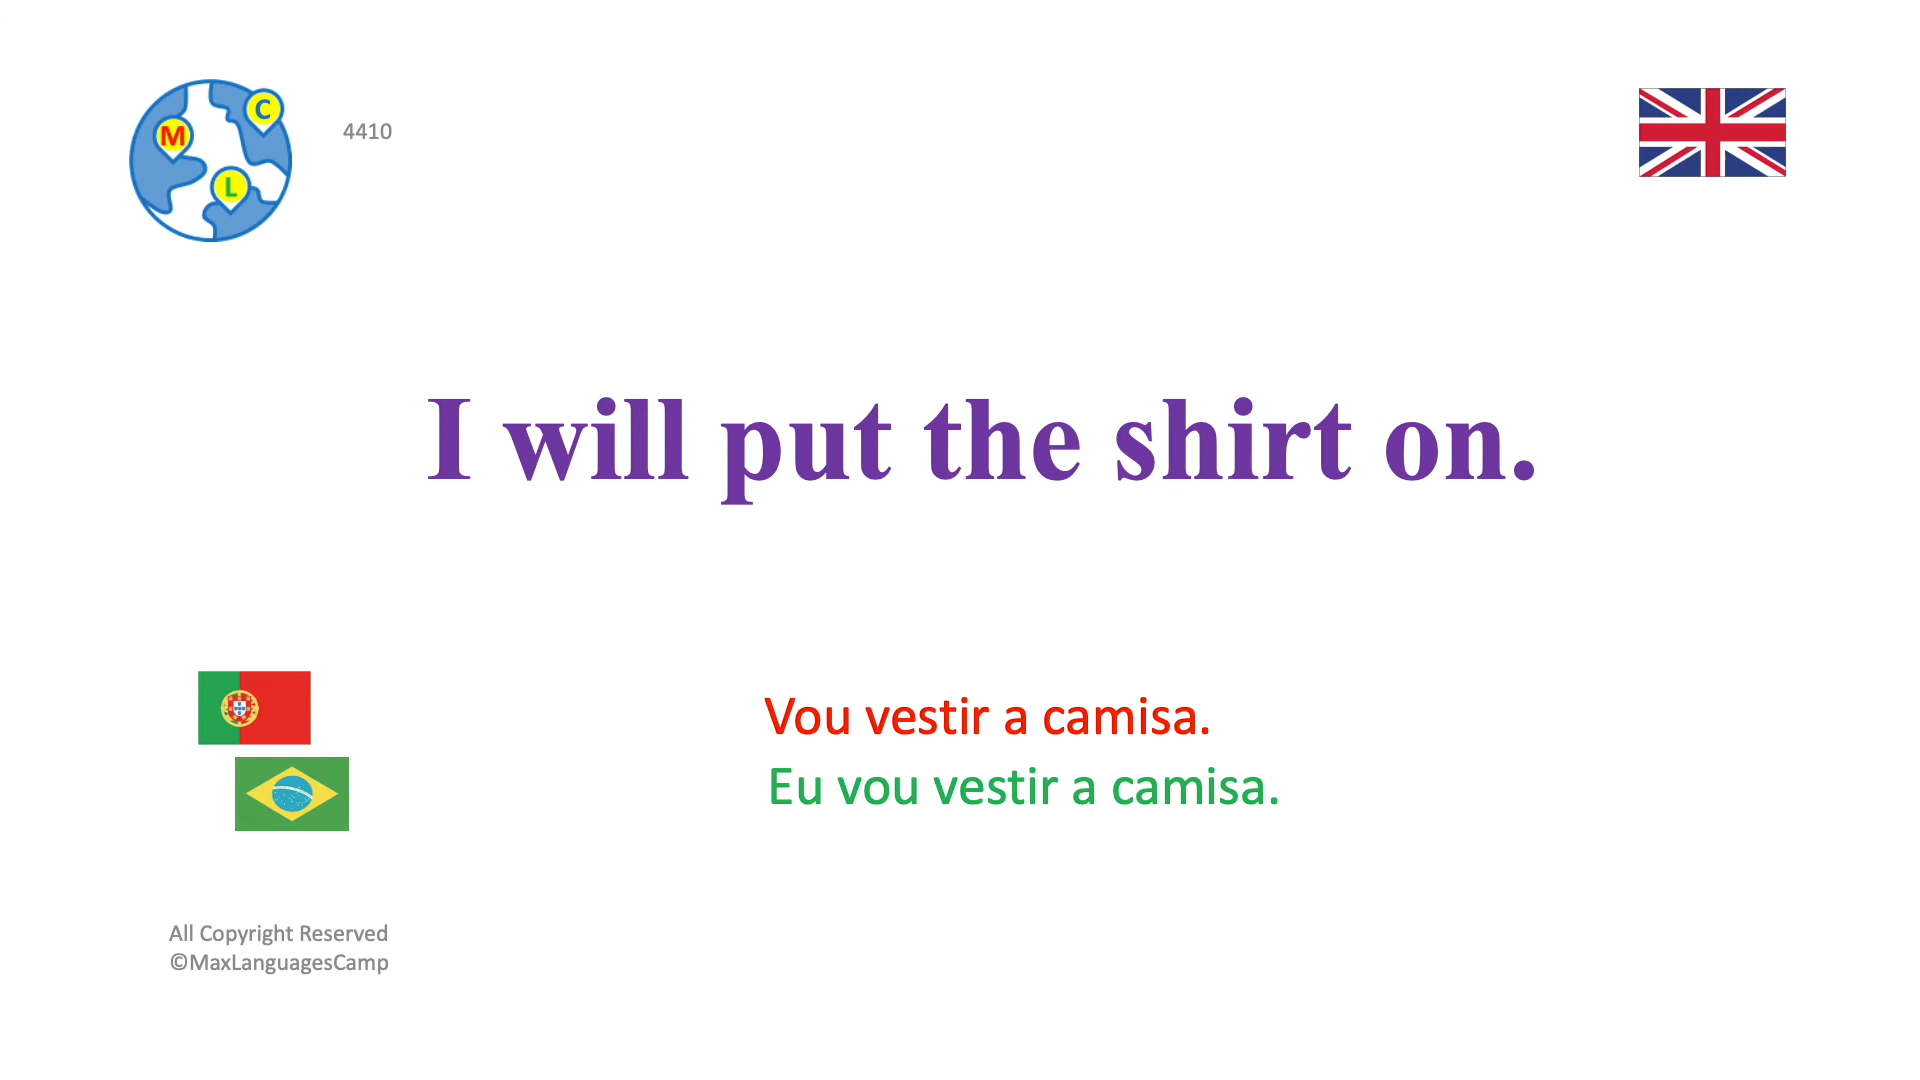 M
C
L
4410
I will put the shirt on.
Vou vestir a camisa.
Eu vou vestir a camisa.
All Copyright Reserved
©MaxLanguagesCamp